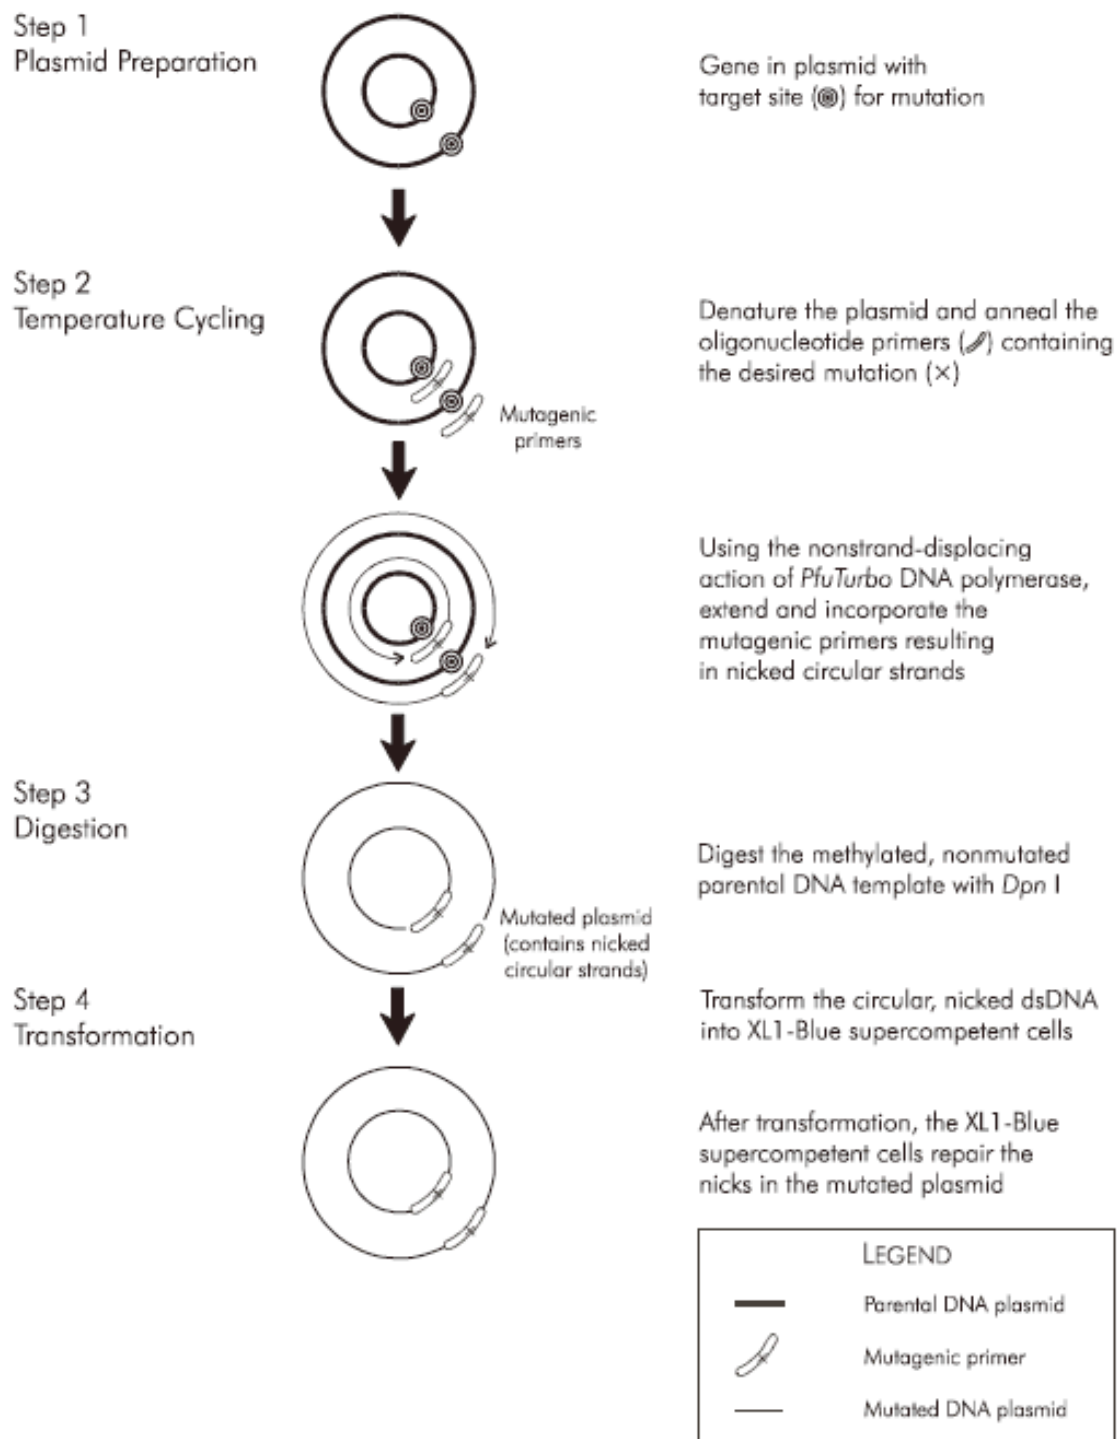 Step 1
Plasmid Preparation
Gene in plasmid with
target site ( ) for mutation
Step 2
Temperature Cycling
Denature the plasmid and anneal the
oligonucleotide primers ( ) containing
the desired mutation (×)
Mutagenic
primers
Using the nonstrand-displacing
action of PfuTurbo DNA polymerase,
extend and incorporate the
mutagenic primers resulting
in nicked circular strands
Step 3
Digestion
Digest the methylated, nonmutated
parental DNA template with Dpn I
Mutated plasmid
(contains nicked
circular strands)
Step 4
Transformation
Transform the circular, nicked dsDNA
into XL1-Blue supercompetent cells
After transformation, the XL1-Blue
supercompetent cells repair the
nicks in the mutated plasmid
LEGEND
Parental DNA plasmid
Mutagenic primer
Mutated DNA plasmid